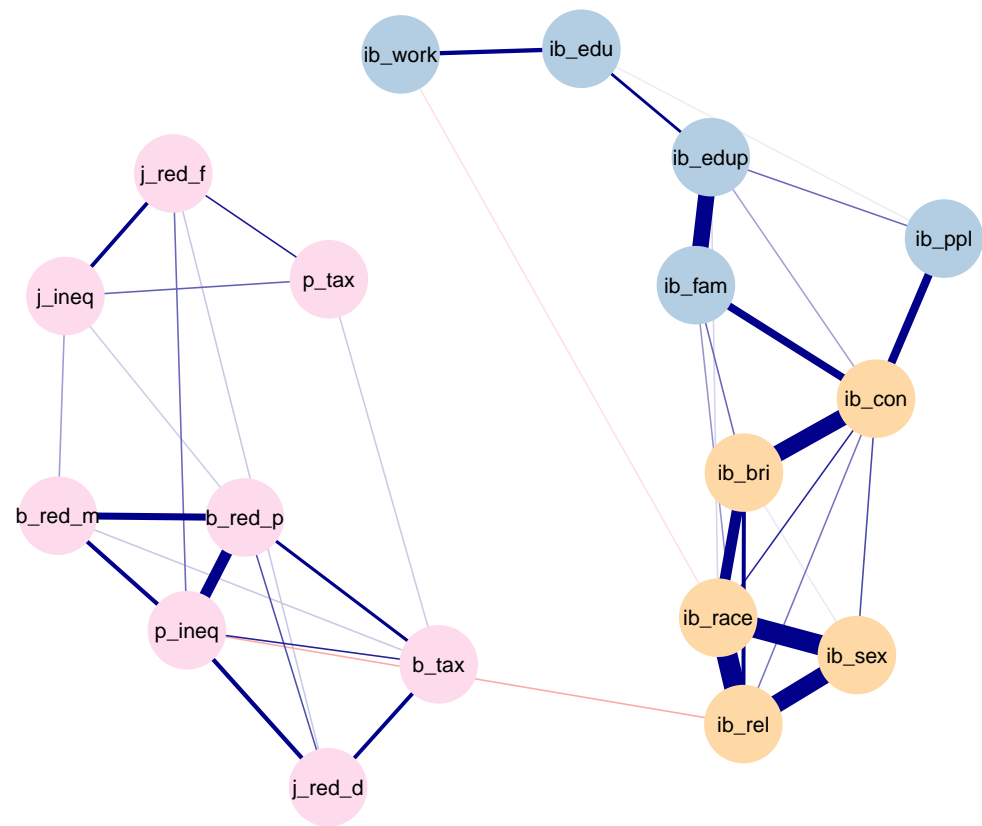 ib_work
ib_edu
ib_edup
j_red_f
ib_ppl
p_tax
ib_fam
j_ineq
ib_con
ib_bri
b_red_m
b_red_p
ib_race
p_ineq
ib_sex
b_tax
ib_rel
j_red_d